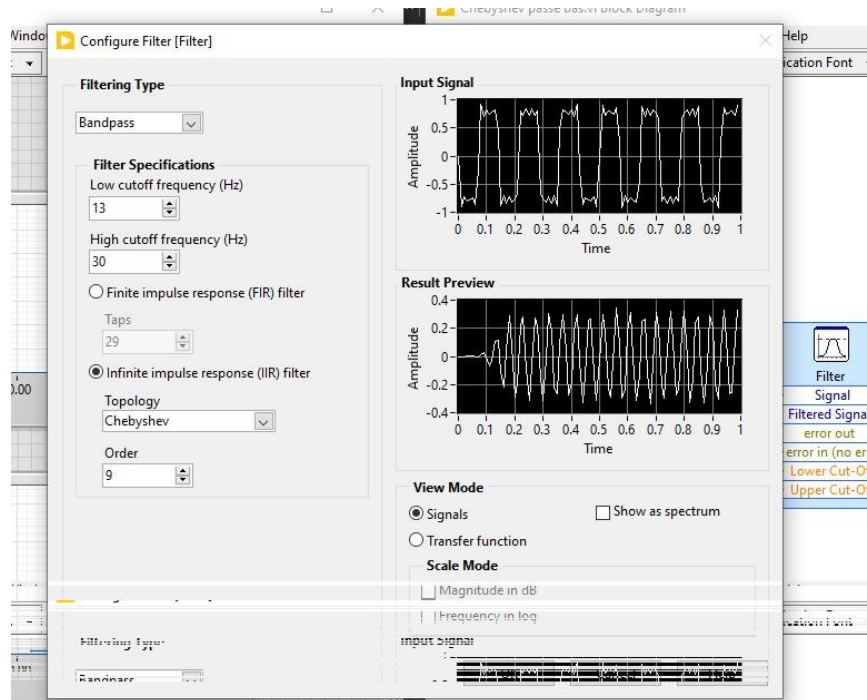 Chebyshev passe bas.vi Block Diagram
Window
Configure Filter [Filter]
Help
ication Font
Filtering Type
Bandpass
Filter Specifications
Low cutoff frequency (Hz)
13
High cutoff frequency (Hz)
30
Finite impulse response (FIR) filter
Taps
29
Infinite impulse response (IIR) filter
Topology
Chebyshev
Order
9
Input Signal
Amplitude
1
0.5
0
-0.5
-1
0 0.1 0.2 0.3 0.4 0.5 0.6 0.7 0.8 0.9 1
Time
Result Preview
Amplitude
0.4
0.2
0
-0.2
-0.4
0 0.1 0.2 0.3 0.4 0.5 0.6 0.7 0.8 0.9 1
Time
View Mode
Signals
Show as spectrum
Transfer function
Scale Mode
Magnitude in dB
Frequency in log
Filter
Signal
Filtered Signa
error out
error in (no er
Lower Cut-O
Upper Cut-O
0.00
Filtering Type
Bandpass
Input Signal